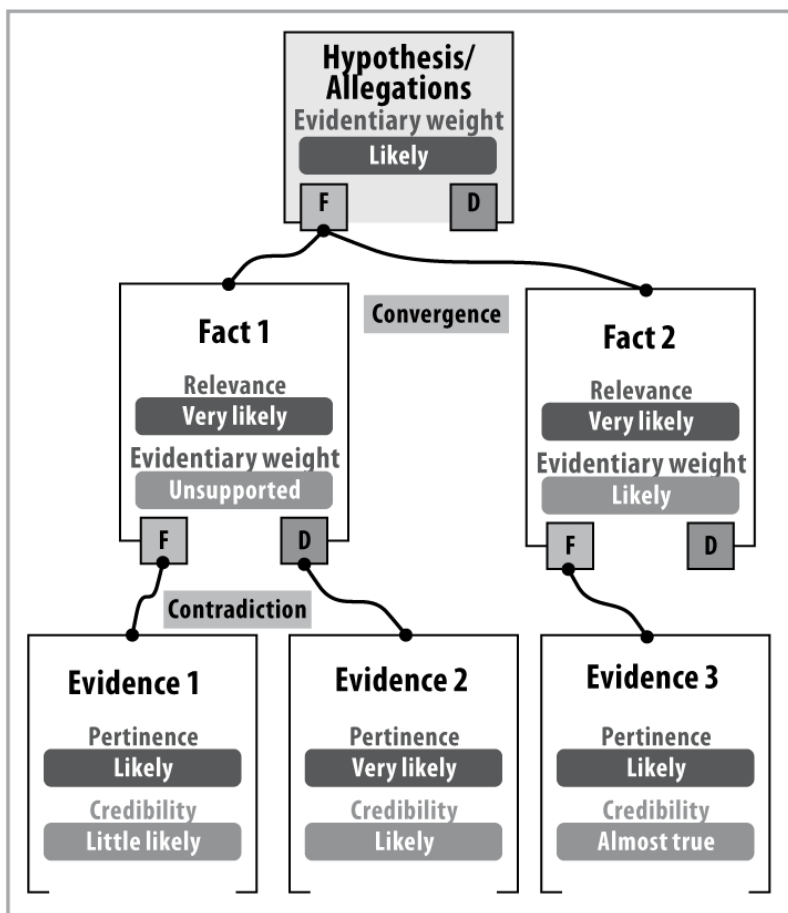 Hypothesis/
Allegations
Evidentiary weight
Likely
F
D
Convergence
Fact 1
Relevance
Very likely
Evidentiary weight
Unsupported
F
D
Fact 2
Relevance
Very likely
Evidentiary weight
Likely
F
D
Contradiction
Evidence 1
Pertinence
Likely
Credibility
Little likely
Evidence 2
Pertinence
Very likely
Credibility
Likely
Evidence 3
Pertinence
Likely
Credibility
Almost true